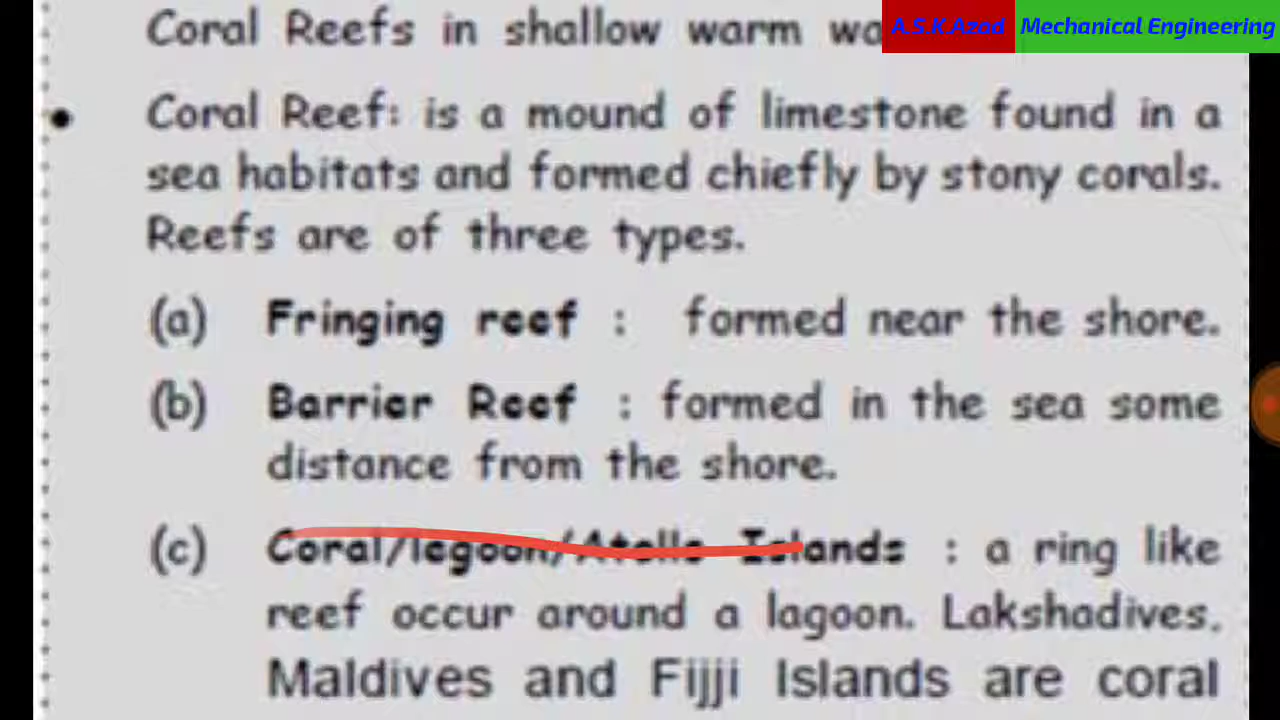 Coral Reefs in shallow warm
A.S.K.Azad Mechanical Engineering
• Coral Reef: is a mound of limestone found in a
sea habitats and formed chiefly by stony corals.
Reefs are of three types.
(a) Fringing reef : formed near the shore.
(b) Barrier Reef : formed in the sea some
distance from the shore.
(c) Coral/legoon/Atolls Islands : a ring like
reef occur around a lagoon. Lakshadives,
Maldives and Fijji Islands are coral